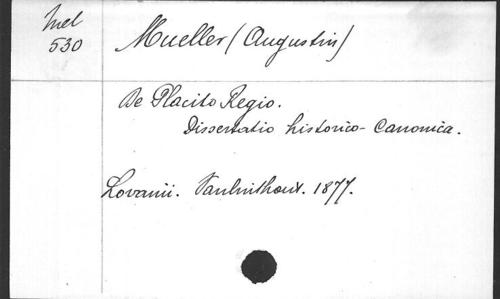 Mel
530
Mueller (Augustin)
De Placito Regio.
Dissertatio historico-Canonica.
Lovanii. Vanlinthout. 1877.